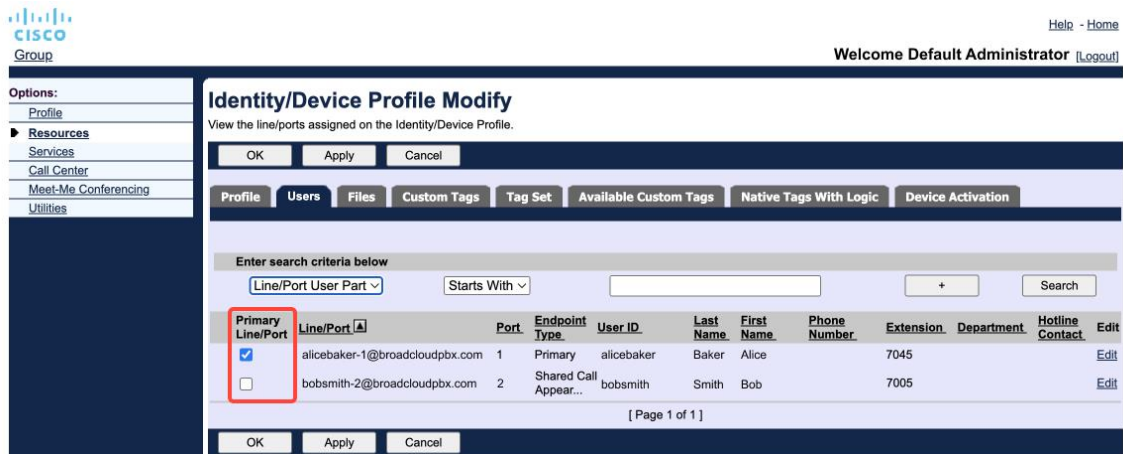 CISCO
Help - Home
Group
Welcome Default Administrator [Logout]
Options:
Profile
Resources
Services
Call Center
Meet-Me Conferencing
Utilities
Identity/Device Profile Modify
View the line/ports assigned on the Identity/Device Profile.
OK Apply Cancel
Profile Users Files Custom Tags Tag Set Available Custom Tags Native Tags With Logic Device Activation
Enter search criteria below
Line/Port User Part Starts With + Search
Primary Line/Port Line/Port Port Endpoint Type User ID Last Name First Name Phone Number Extension Department Hotline Contact Edit
alicebaker-1@broadcloudpbx.com 1 Primary alicebaker Baker Alice 7045 Edit
bobsmith-2@broadcloudpbx.com 2 Shared Call Appear... bobsmith Smith Bob 7005 Edit
[ Page 1 of 1 ]
OK Apply Cancel